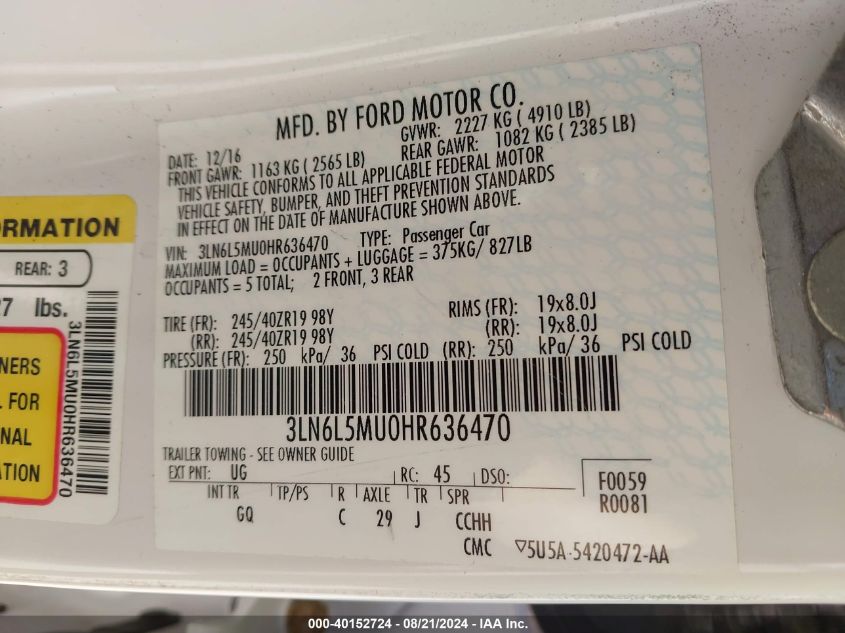 MFD. BY FORD MOTOR CO.
DATE: 12/16 GVWR: 2227 KG ( 4910 LB)
FRONT GAWR: 1163 KG ( 2565 LB) REAR GAWR: 1082 KG ( 2385 LB)
THIS VEHICLE CONFORMS TO ALL APPLICABLE FEDERAL MOTOR
VEHICLE SAFETY, BUMPER, AND THEFT PREVENTION STANDARDS
IN EFFECT ON THE DATE OF MANUFACTURE SHOWN ABOVE.
VIN: 3LN6L5MU0HR636470 TYPE: Passenger Car
MAXIMUM LOAD = OCCUPANTS + LUGGAGE = 375KG/ 827LB
OCCUPANTS = 5 TOTAL; 2 FRONT, 3 REAR
TIRE (FR): 245/40ZR19 98Y RIMS (FR): 19x8.0J
(RR): 245/40ZR19 98Y (RR): 19x8.0J
PRESSURE (FR): 250 kPa/ 36 PSI COLD (RR): 250 kPa/ 36 PSI COLD
3LN6L5MU0HR636470
TRAILER TOWING - SEE OWNER GUIDE
EXT PNT: UG RC: 45 DSO: F0059
INT TR TP/PS R AXLE TR SPR R0081
GQ C 29 J CCHH
CMC ▽5U5A-5420472-AA
ORMATION
REAR: 3
27 lbs.
3LN6L5MU0HR636470
NERS
. FOR
NAL
ATION
000-40152724 - 08/21/2024 - IAA Inc.